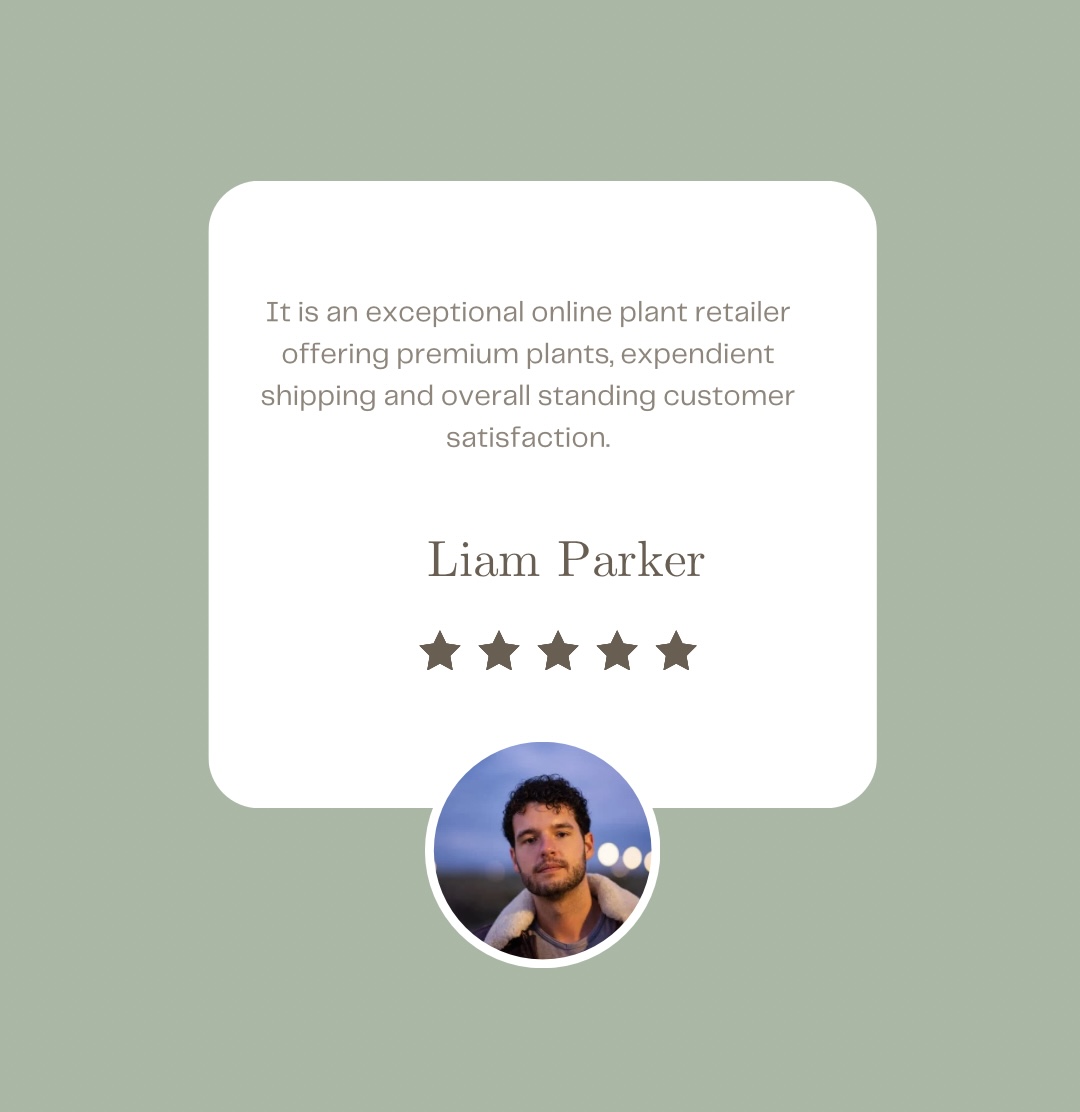 It is an exceptional online plant retailer
offering premium plants, expendient
shipping and overall standing customer
satisfaction.
Liam Parker